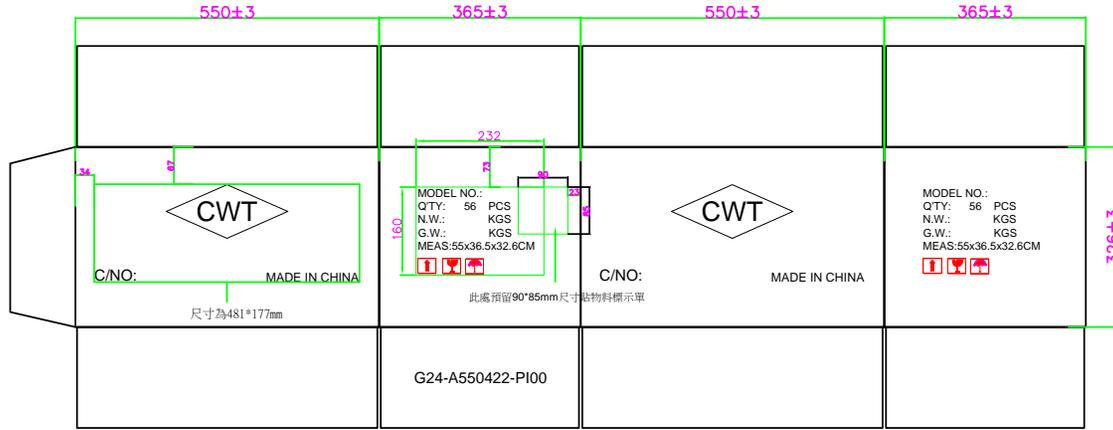 550±3
365±3
550±3
365±3
232
34
67
73
90
23
85
160
CWT
C/NO:
MADE IN CHINA
尺寸為481*177mm
MODEL NO.:
Q'TY: 56 PCS
N.W.: KGS
G.W.: KGS
MEAS:55x36.5x32.6CM
此處預留90*85mm尺寸貼物料標示單
CWT
C/NO:
MADE IN CHINA
MODEL NO.:
Q'TY: 56 PCS
N.W.: KGS
G.W.: KGS
MEAS:55x36.5x32.6CM
G24-A550422-PI00